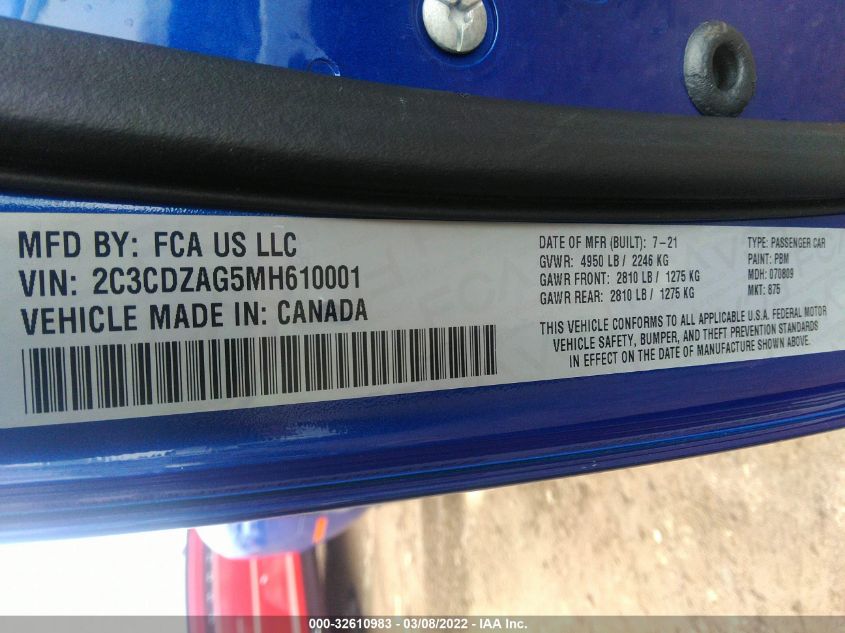 MFD BY: FCA US LLC
VIN: 2C3CDZAG5MH610001
VEHICLE MADE IN: CANADA
DATE OF MFR (BUILT): 7-21
GVWR: 4950 LB / 2246 KG
GAWR FRONT: 2810 LB / 1275 KG
GAWR REAR: 2810 LB / 1275 KG
TYPE: PASSENGER CAR
PAINT: PBM
MDH: 070809
MKT: 875
THIS VEHICLE CONFORMS TO ALL APPLICABLE U.S.A. FEDERAL MOTOR
VEHICLE SAFETY, BUMPER, AND THEFT PREVENTION STANDARDS
IN EFFECT ON THE DATE OF MANUFACTURE SHOWN ABOVE.
000-32610983 / 03/08/2022 - IAA Inc.